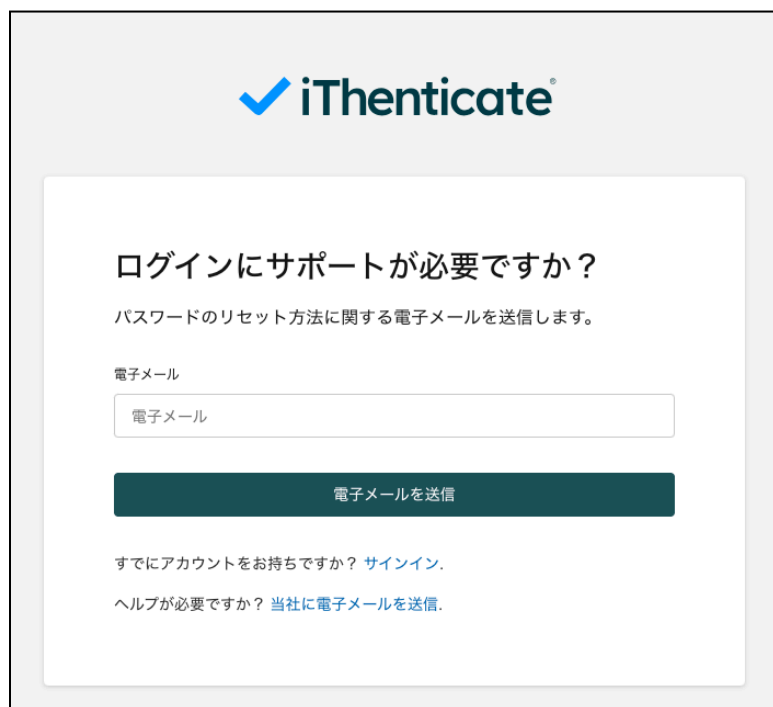 iThenticate®
ログインにサポートが必要ですか？
パスワードのリセット方法に関する電子メールを送信します。
電子メール
電子メール
電子メールを送信
すでにアカウントをお持ちですか？ サインイン.
ヘルプが必要ですか？ 当社に電子メールを送信.